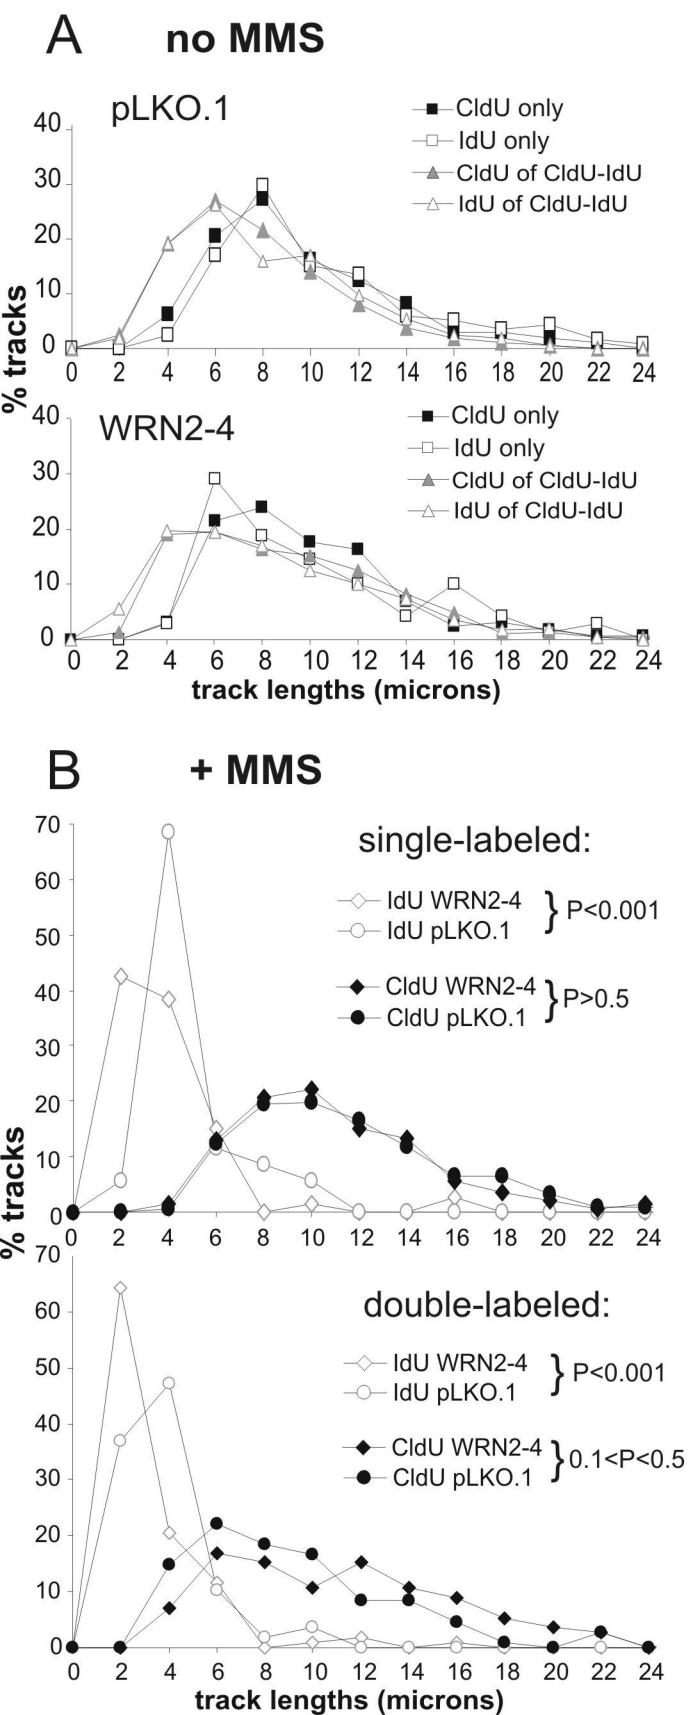 A no MMS
pLKO.1
CldU only
IdU only
CldU of CldU-IdU
IdU of CldU-IdU
40
30
20
10
0
0 2 4 6 8 10 12 14 16 18 20 22 24
% tracks
WRN2-4
CldU only
IdU only
CldU of CldU-IdU
IdU of CldU-IdU
40
30
20
10
0
0 2 4 6 8 10 12 14 16 18 20 22 24
track lengths (microns)
B + MMS
single-labeled:
IdU WRN2-4
IdU pLKO.1
} P<0.001
CldU WRN2-4
CldU pLKO.1
} P>0.5
70
60
50
40
30
20
10
0
0 2 4 6 8 10 12 14 16 18 20 22 24
% tracks
double-labeled:
IdU WRN2-4
IdU pLKO.1
} P<0.001
CldU WRN2-4
CldU pLKO.1
} 0.1<P<0.5
70
60
50
40
30
20
10
0
0 2 4 6 8 10 12 14 16 18 20 22 24
track lengths (microns)